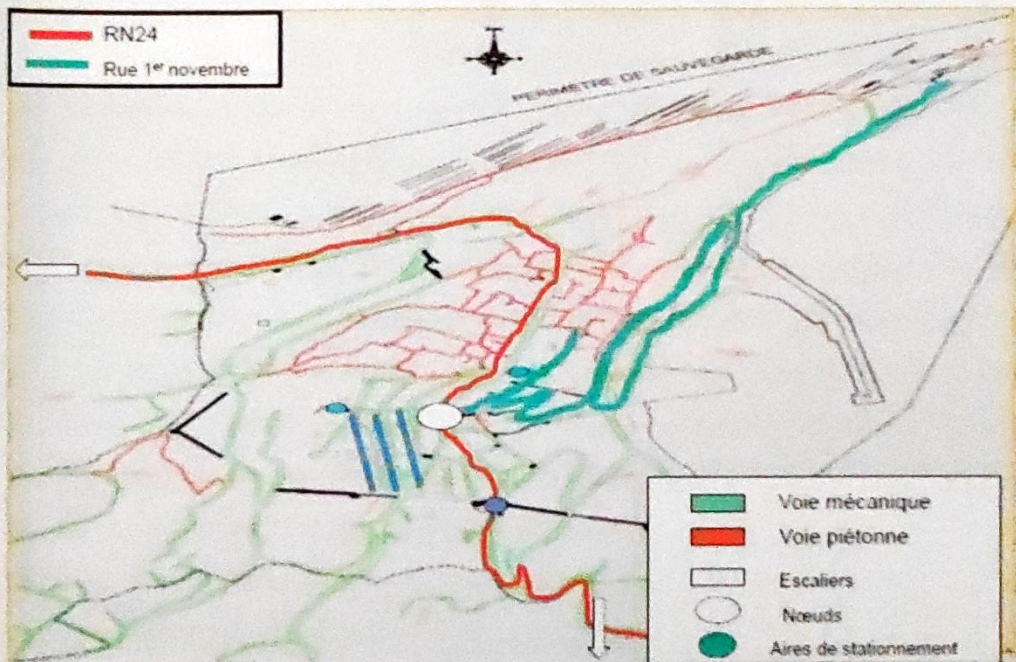 RN24
Rue 1er novembre
PERIMETRE DE SAUVEGARDE
Voie mécanique
Voie piétonne
Escaliers
Nœuds
Aires de stationnement